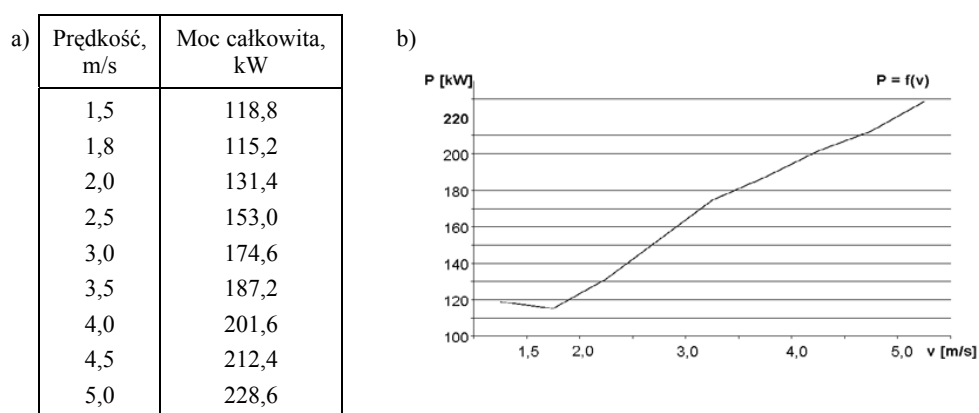 a)
Prędkość, m/s
Moc całkowita, kW
1,5 118,8
1,8 115,2
2,0 131,4
2,5 153,0
3,0 174,6
3,5 187,2
4,0 201,6
4,5 212,4
5,0 228,6
b)
P [kW] P = f(v)
220
200
180
160
140
120
100
1,5 2,0 3,0 4,0 5,0 v [m/s]